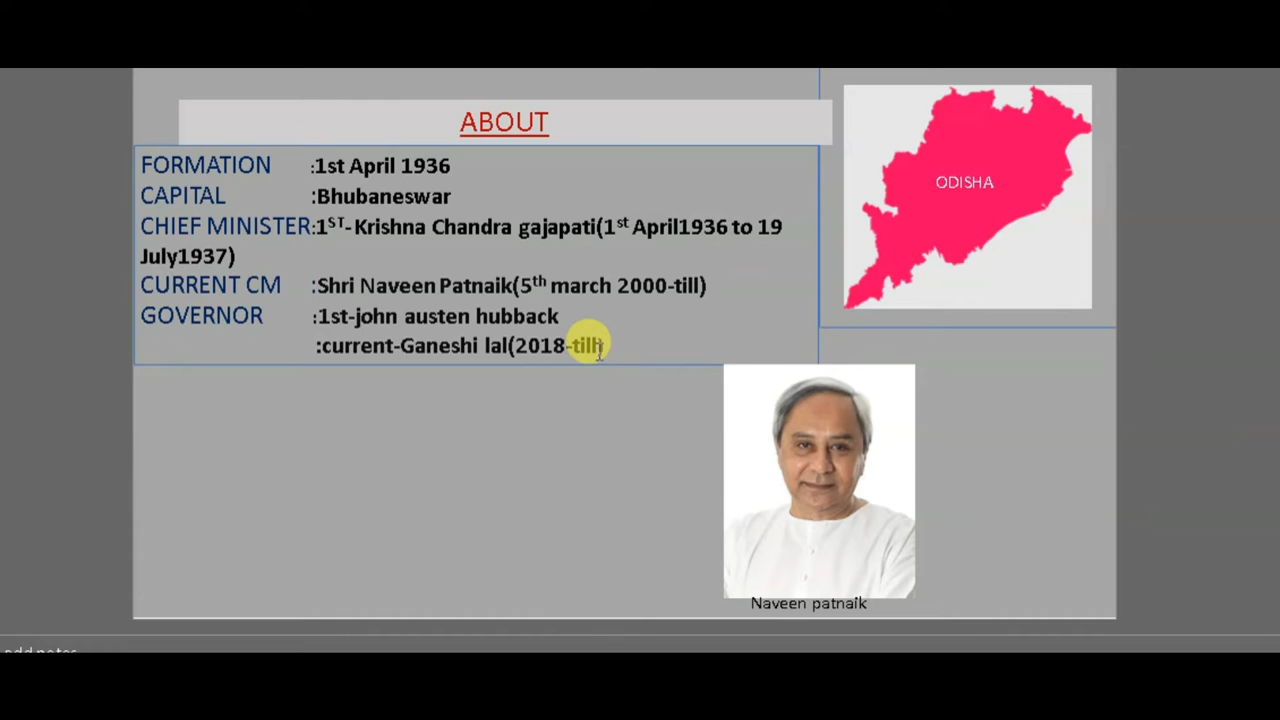 ABOUT
FORMATION :1st April 1936
CAPITAL :Bhubaneswar
CHIEF MINISTER:1ST- Krishna Chandra gajapati(1st April1936 to 19
July1937)
CURRENT CM :Shri Naveen Patnaik(5th march 2000-till)
GOVERNOR :1st-john austen hubback
:current-Ganeshi lal(2018-till)
ODISHA
Naveen patnaik
add notes